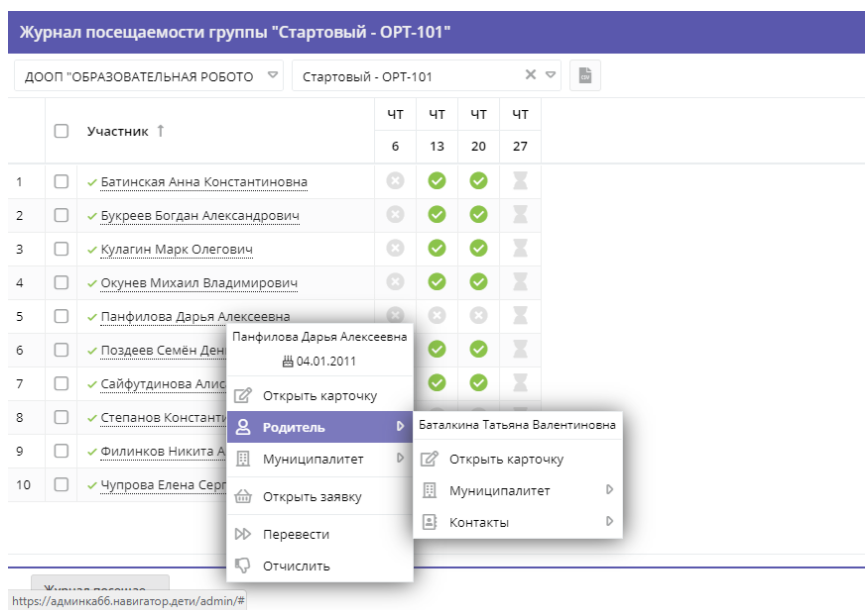 Журнал посещаемости группы "Стартовый - ОРТ-101"
ДООП "ОБРАЗОВАТЕЛЬНАЯ РОБОТО Стартовый - ОРТ-101
Участник ↑ ЧТ ЧТ ЧТ ЧТ
6 13 20 27
1 Батинская Анна Константиновна
2 Букреев Богдан Александрович
3 Кулагин Марк Олегович
4 Окунев Михаил Владимирович
5 Панфилова Дарья Алексеевна
6 Поздеев Семён
7 Сайфутдинова
8 Степанов
9 Филинков Никита
10 Чупрова Елена
Панфилова Дарья Алексеевна
04.01.2011
Открыть карточку
Родитель
Муниципалитет
Открыть заявку
Перевести
Отчислить
Баталкина Татьяна Валентиновна
Открыть карточку
Муниципалитет
Контакты
https://админка66.навигатор.дети/admin/#